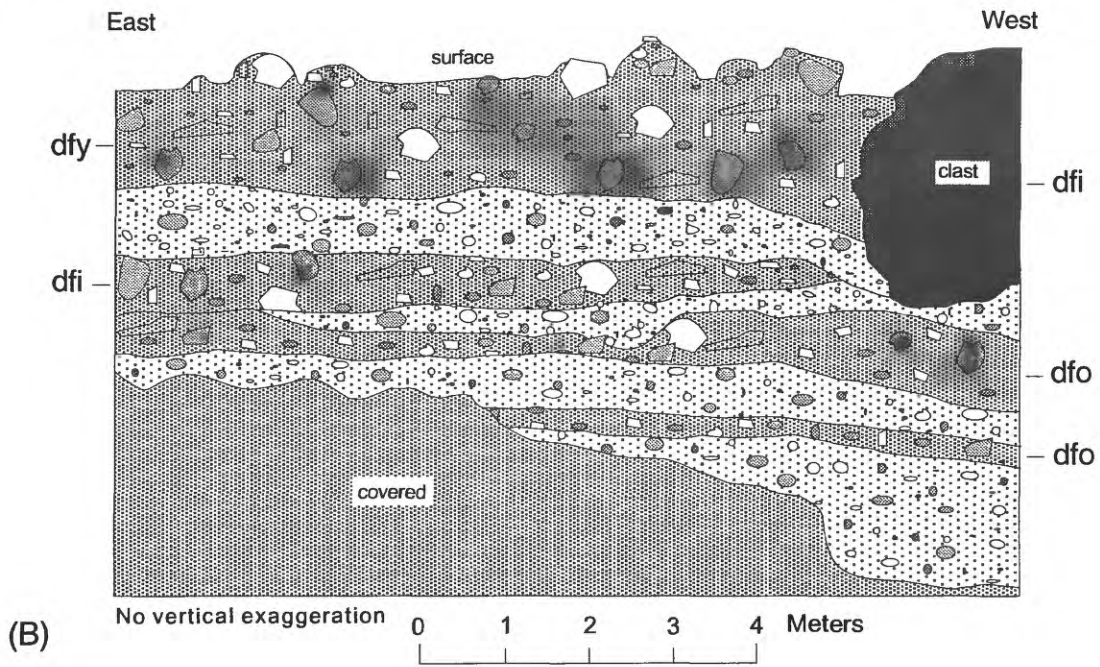 East West
surface
dfy
clast
dfi
dfi
dfo
dfo
covered
No vertical exaggeration
0 1 2 3 4 Meters
(B)